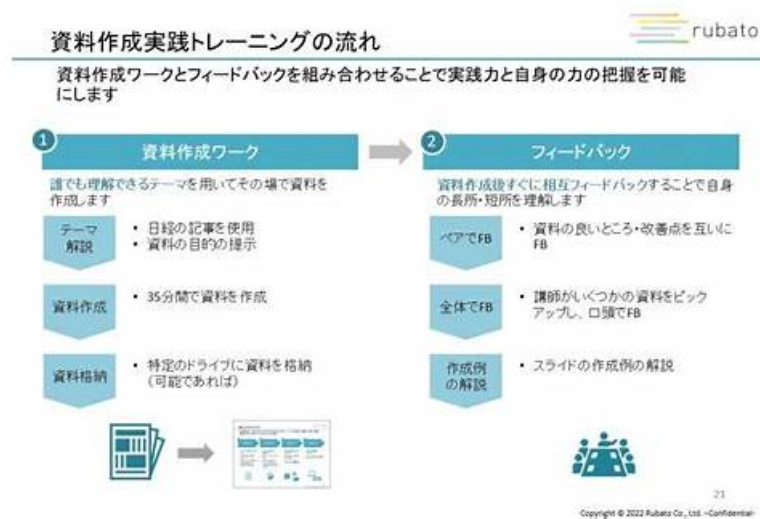 rubato
資料作成実践トレーニングの流れ
資料作成ワークとフィードバックを組み合わせることで実践力と自身の力の把握を可能
にします
1
資料作成ワーク
誰でも理解できるテーマを用いてその場で資料を
作成します
テーマ
解説
• 日経の記事を使用
• 資料の目的の提示
資料作成
• 35分間で資料を作成
資料格納
• 特定のドライブに資料を格納
(可能であれば)
2
フィードバック
資料作成後すぐに相互フィードバックすることで自身
の長所・短所を理解します
ペアでFB
• 資料の良いところ・改善点を互いに
FB
全体でFB
• 講師がいくつかの資料をピック
アップし、口頭でFB
作成例
の解説
• スライドの作成例の解説
21
Copyright © 2022 Rubato Co., Ltd. -Confidential-